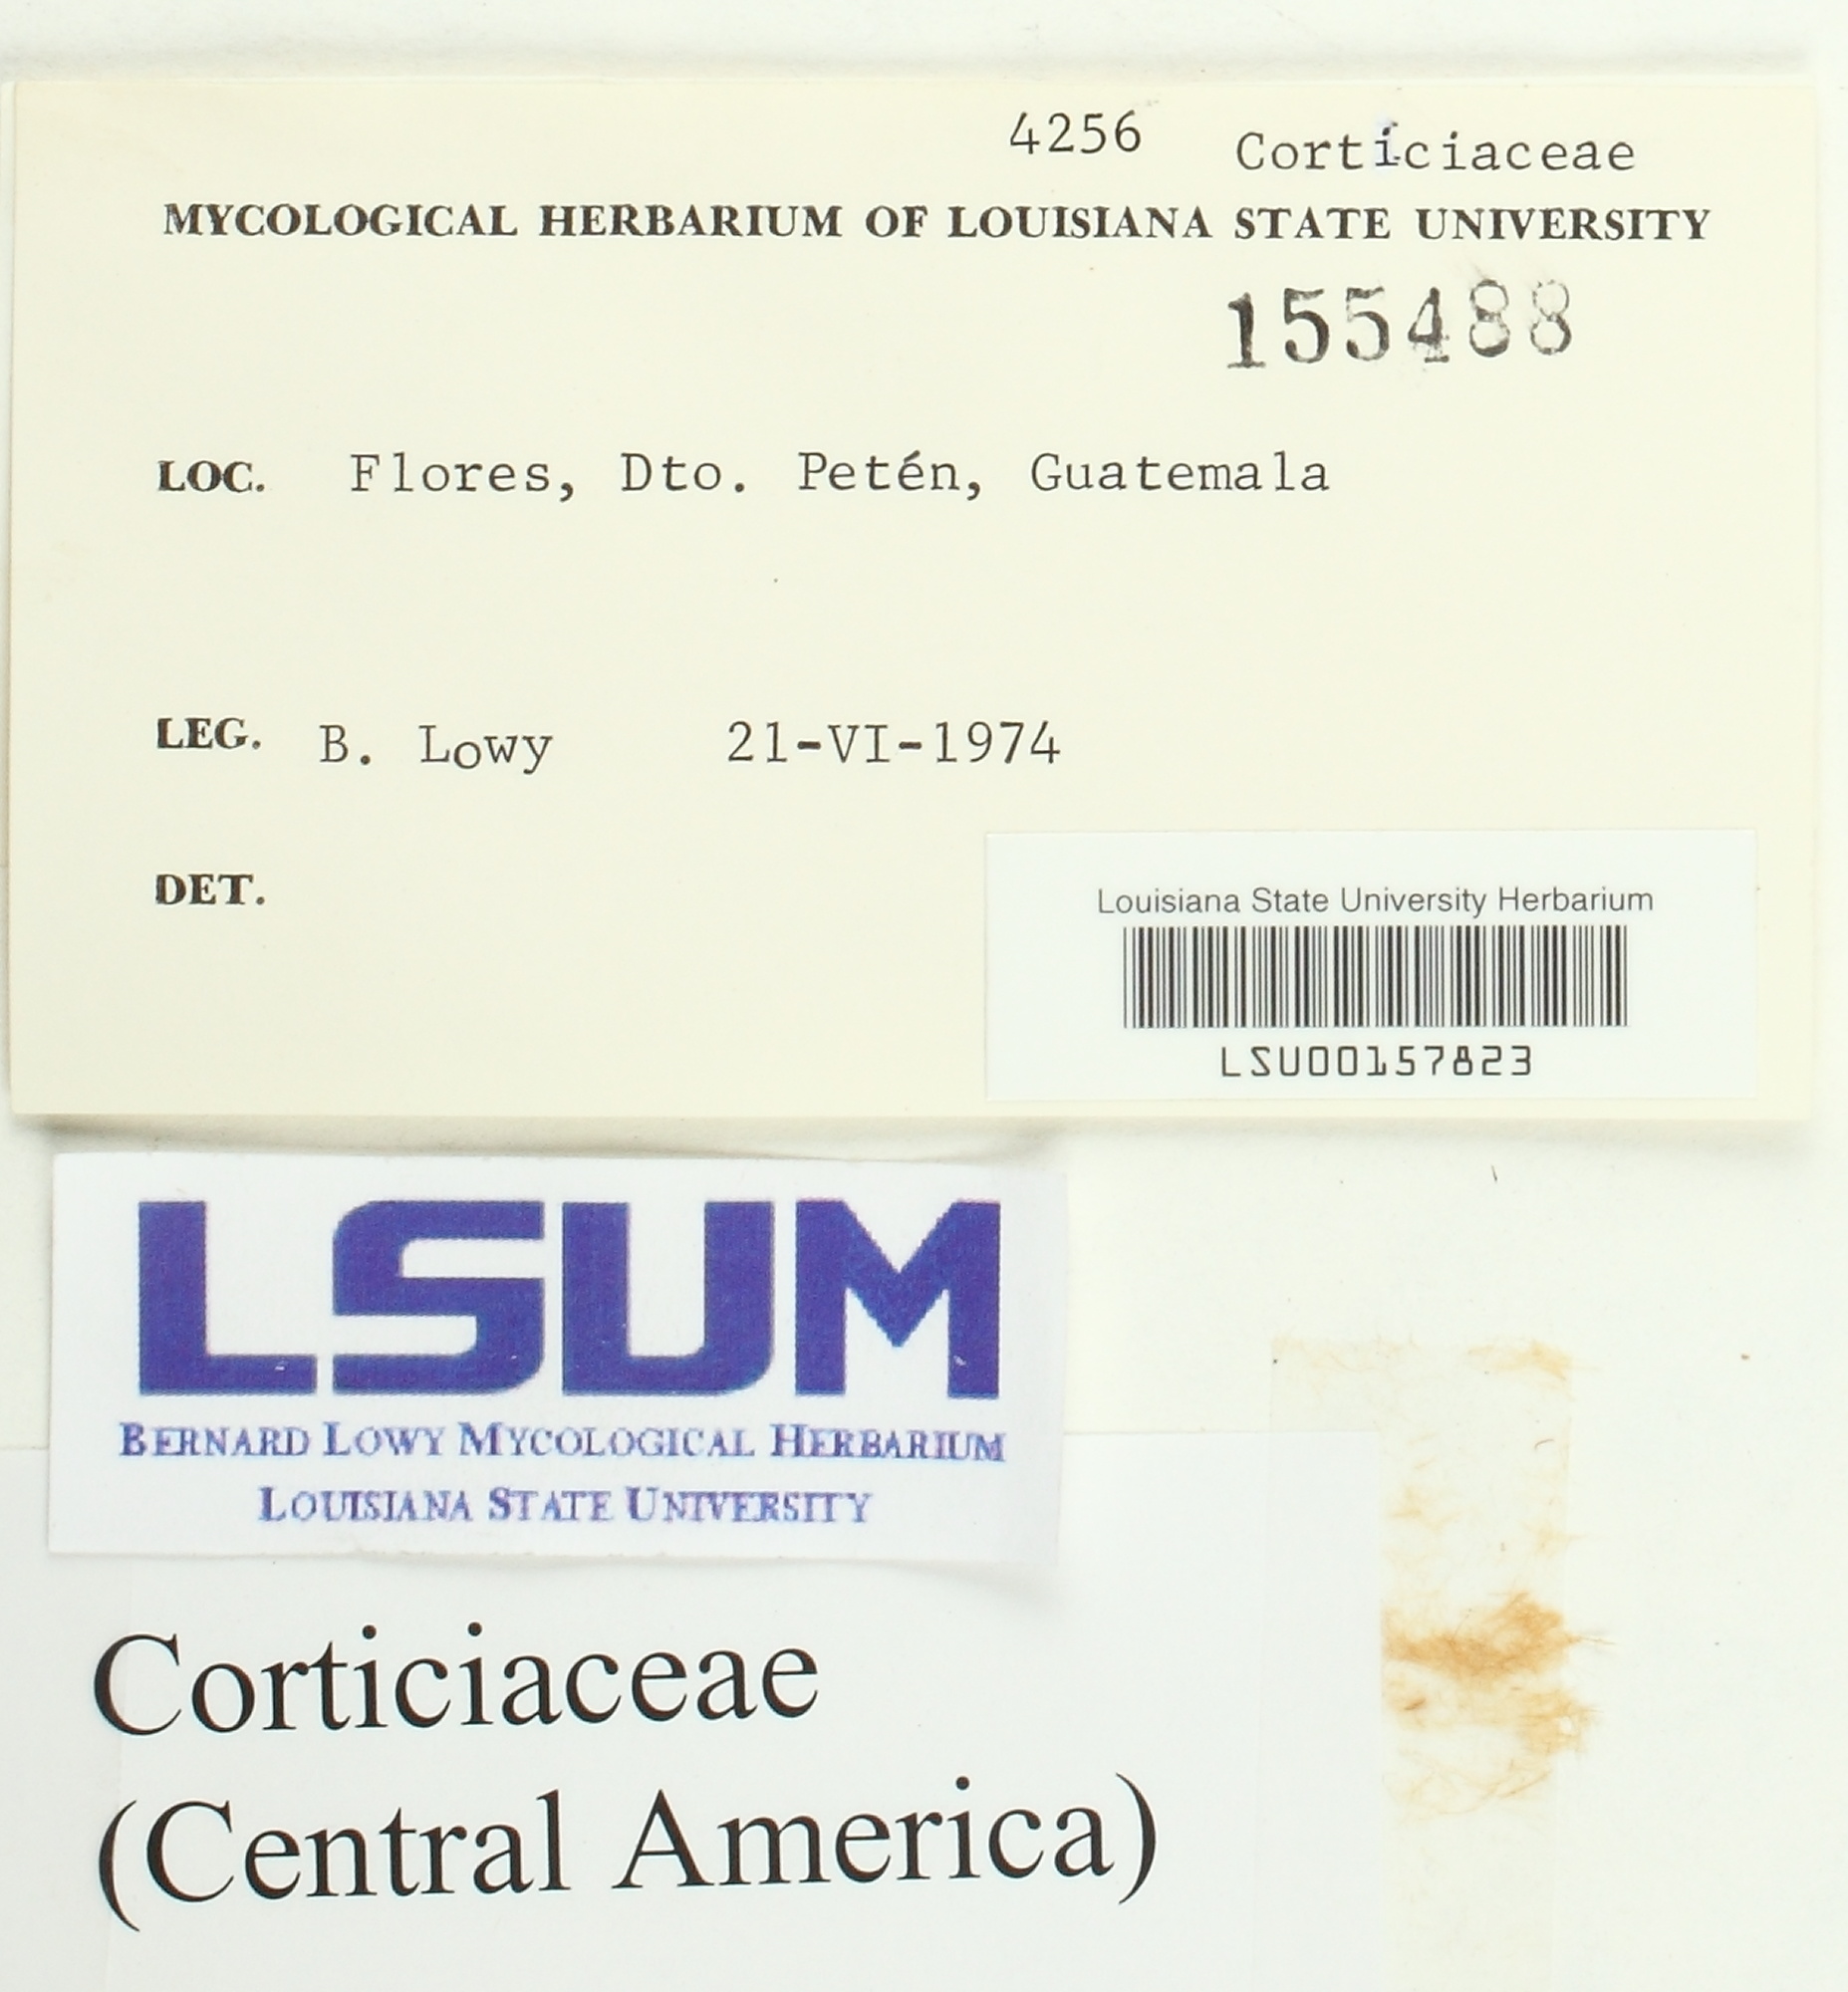 4256 Corticiaceae
MYCOLOGICAL HERBARIUM OF LOUISIANA STATE UNIVERSITY
155488
LOC. Flores, Dto. Petén, Guatemala
LEG. B. Lowy 21-VI-1974
DET.
Louisiana State University Herbarium
LSU00157823
LSUM
BERNARD LOWY MYCOLOGICAL HERBARIUM
LOUISIANA STATE UNIVERSITY
Corticiaceae
(Central America)